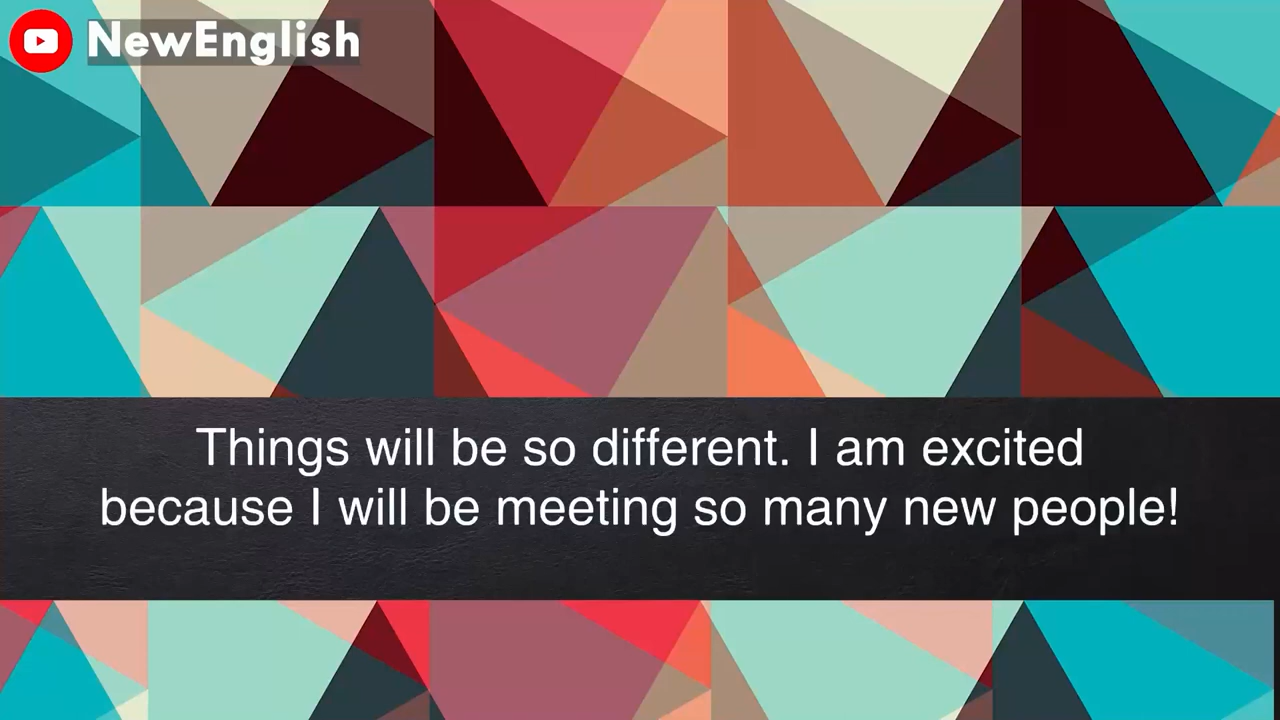 NewEnglish
Things will be so different. I am excited
because I will be meeting so many new people!